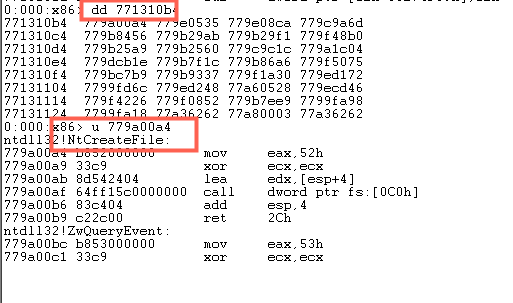 0:000:x86> dd 771310b4
771310b4  779a00a4 779e0535 779e08ca 779c9a6d
771310c4  779b8456 779b29ab 779b29f1 779f48b0
771310d4  779b25a9 779b2560 779c9c1c 779a1c04
771310e4  779dcb1e 779b7f1c 779b86a6 779f5075
771310f4  779bc7b9 779b9337 779f1a30 779ed172
77131104  7799fd6c 779ed248 77a60528 779ecd46
77131114  779f4226 779f0852 779b7ee9 7799fa98
77131124  7799fa18 77a36262 77a80003 77a36262
0:000:x86> u 779a00a4
ntdll32!NtCreateFile:
779a00a4 b852000000      mov     eax,52h
779a00a9 33c9            xor     ecx,ecx
779a00ab 8d542404        lea     edx,[esp+4]
779a00af 64ff15c0000000  call    dword ptr fs:[0C0h]
779a00b6 83c404          add     esp,4
779a00b9 c22c00          ret     2Ch
ntdll32!ZwQueryEvent:
779a00bc b853000000      mov     eax,53h
779a00c1 33c9            xor     ecx,ecx